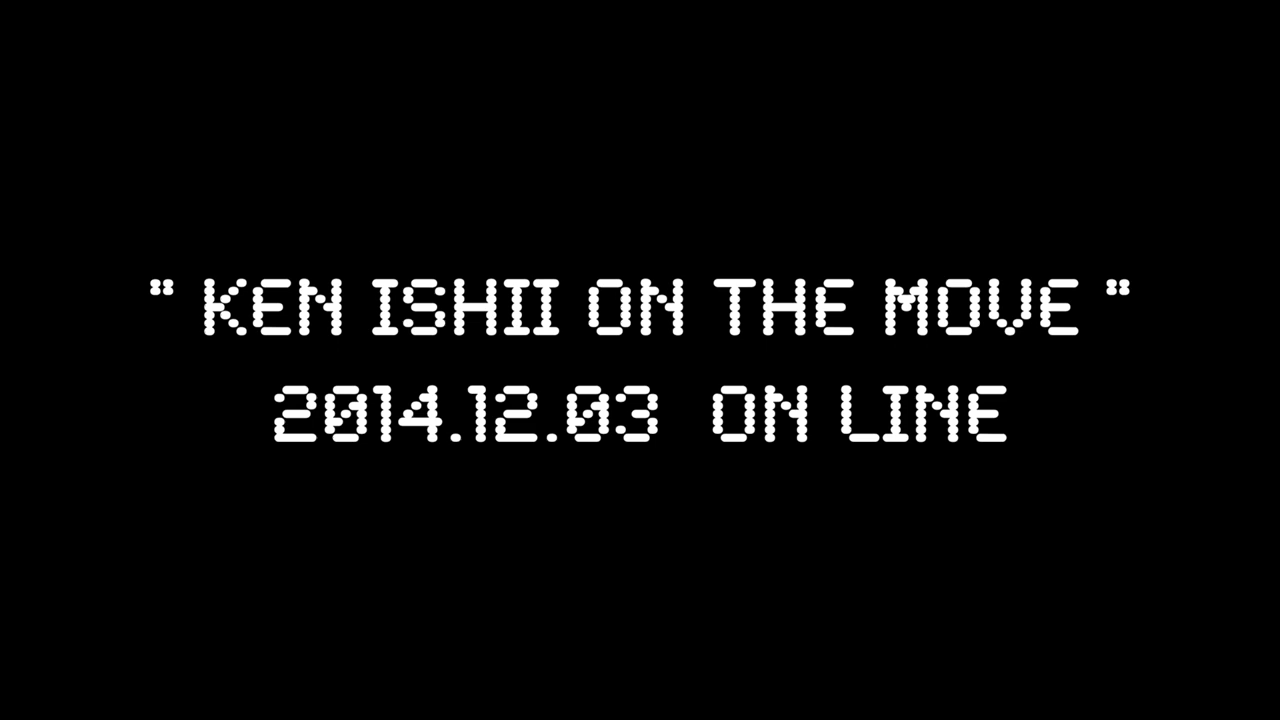 " KEN ISHII ON THE MOVE "
2014.12.03 ON LINE